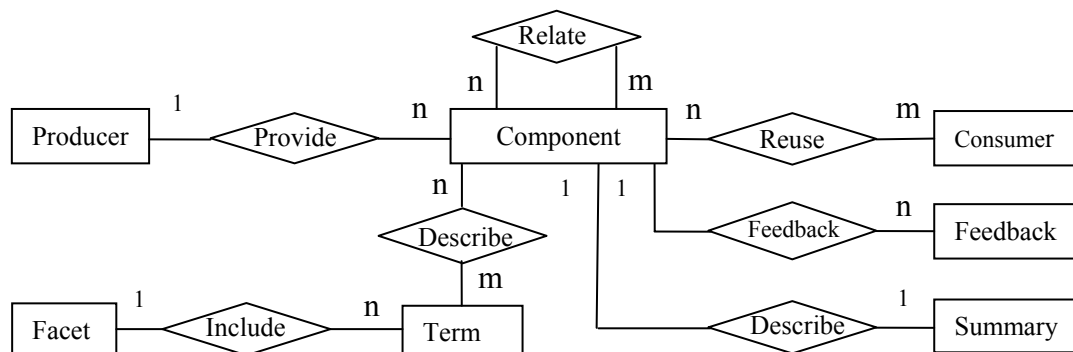 Relate
n m
1 n n m
Producer Provide Component Reuse Consumer
n 1 1
n
Describe Feedback Feedback
m
1 n 1
Facet Include Term Describe Summary